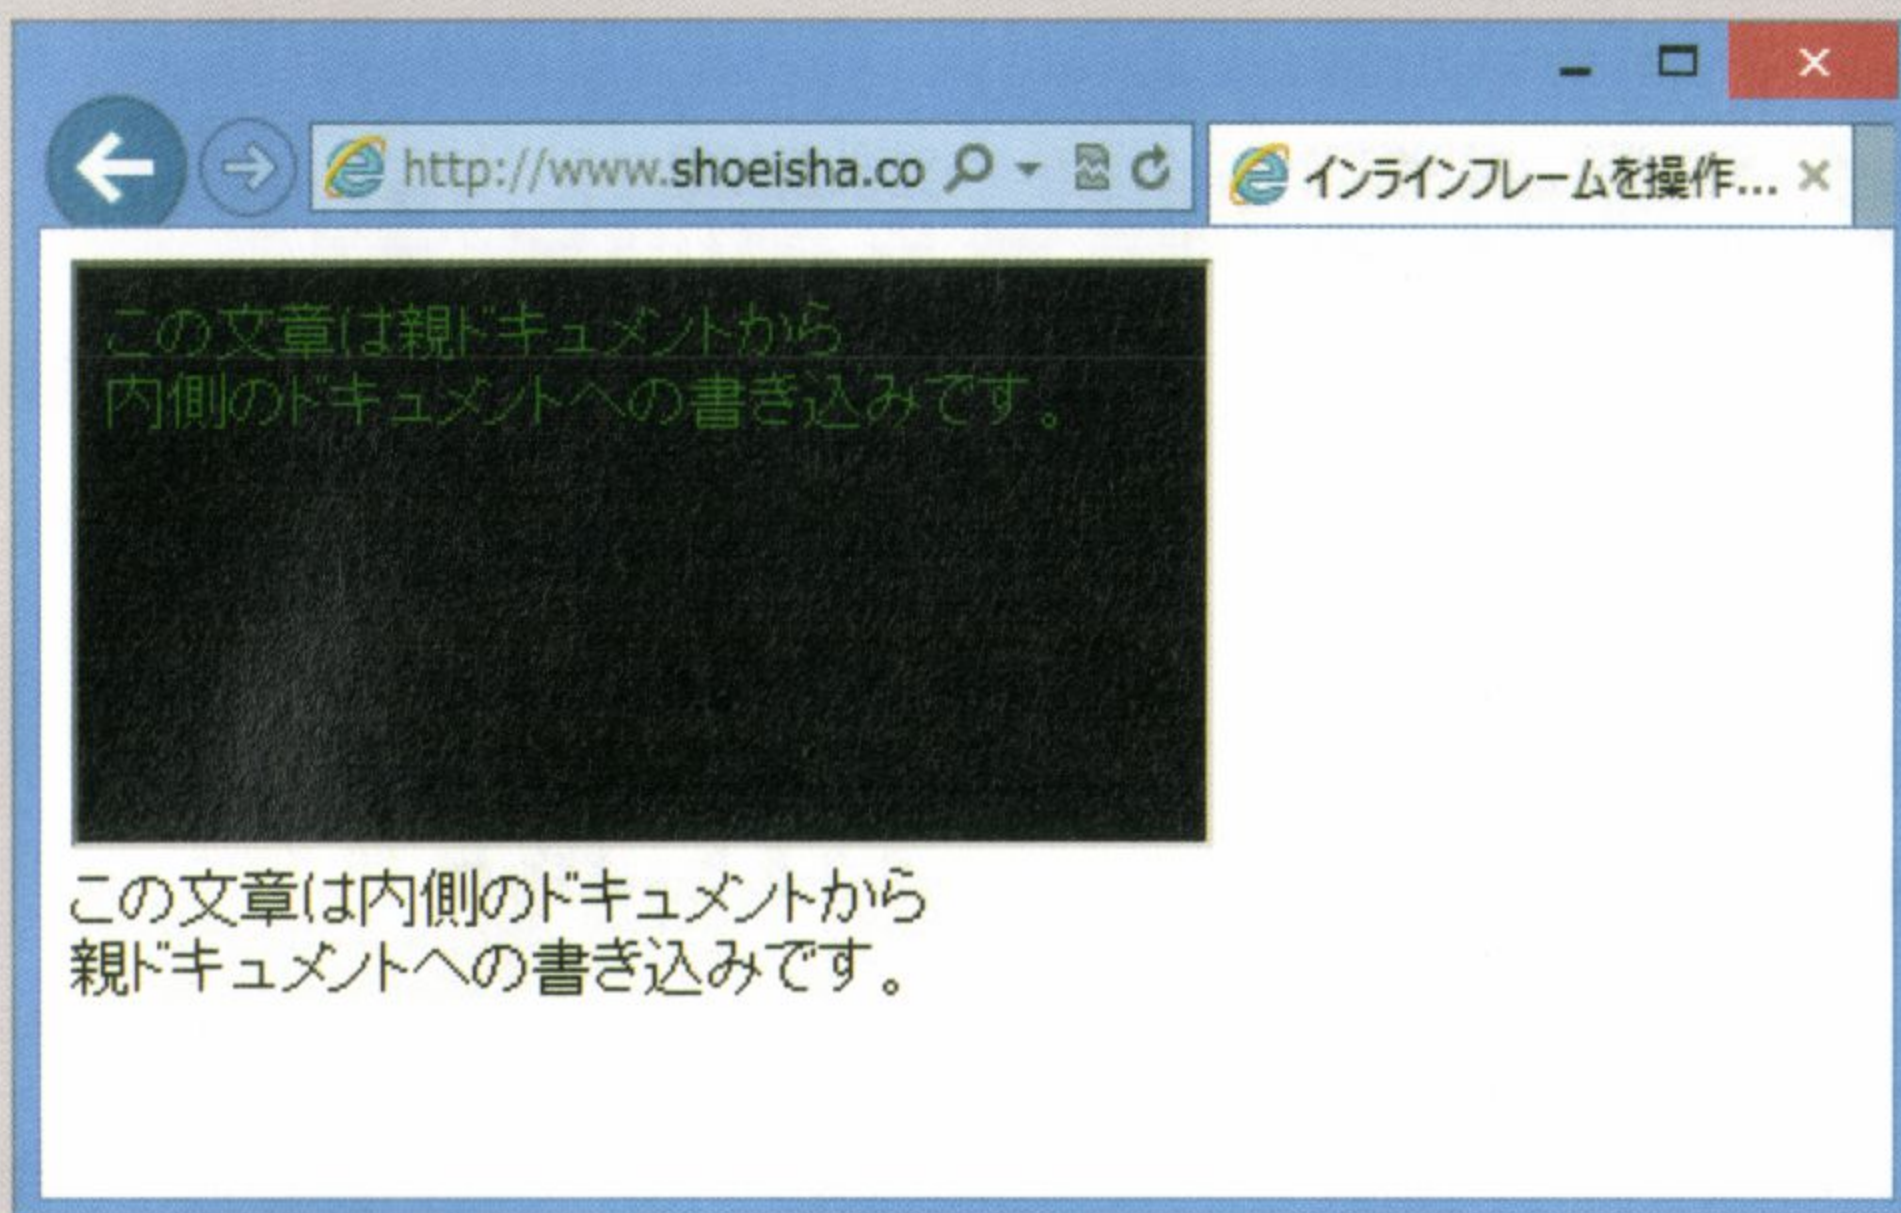 http://www.shoeisha.co
インラインフレームを操作...
この文章は親ドキュメントから
内側のドキュメントへの書き込みです。
この文章は内側のドキュメントから
親ドキュメントへの書き込みです。